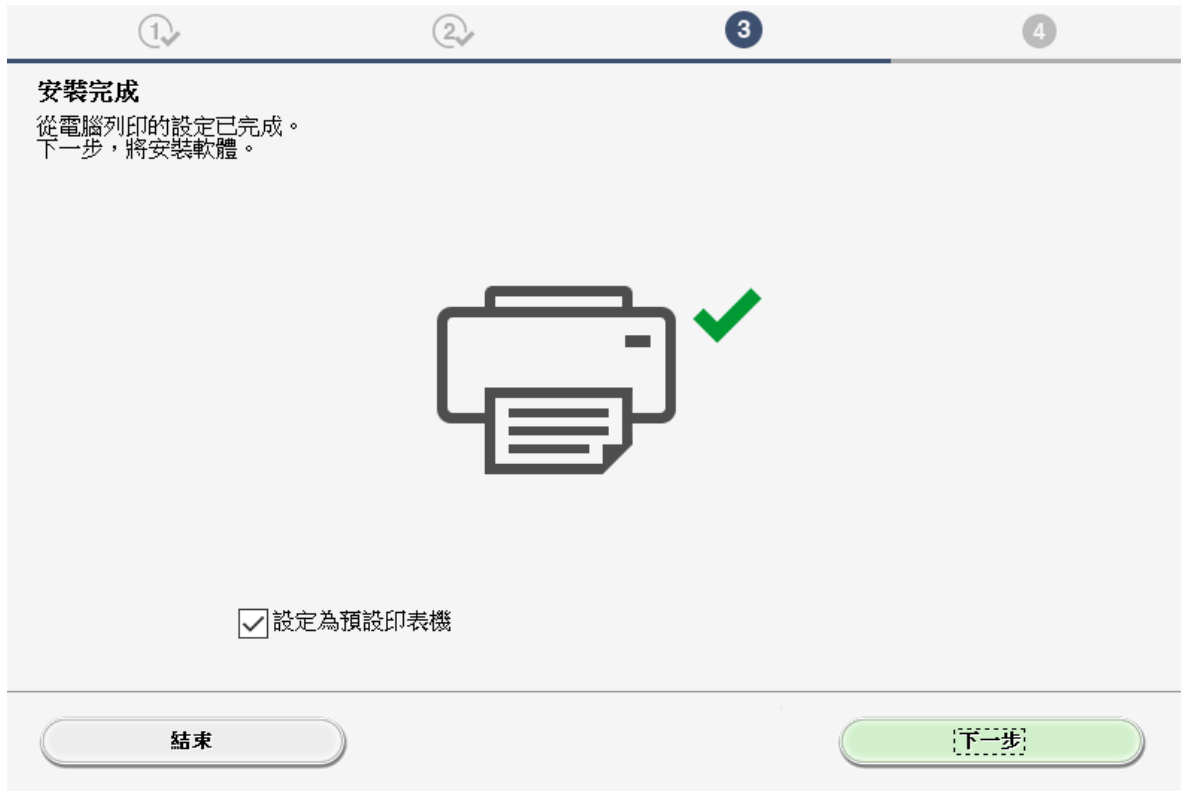 1
2
3
4
安裝完成
從電腦列印的設定已完成。
下一步，將安裝軟體。
設定為預設印表機
結束
下一步